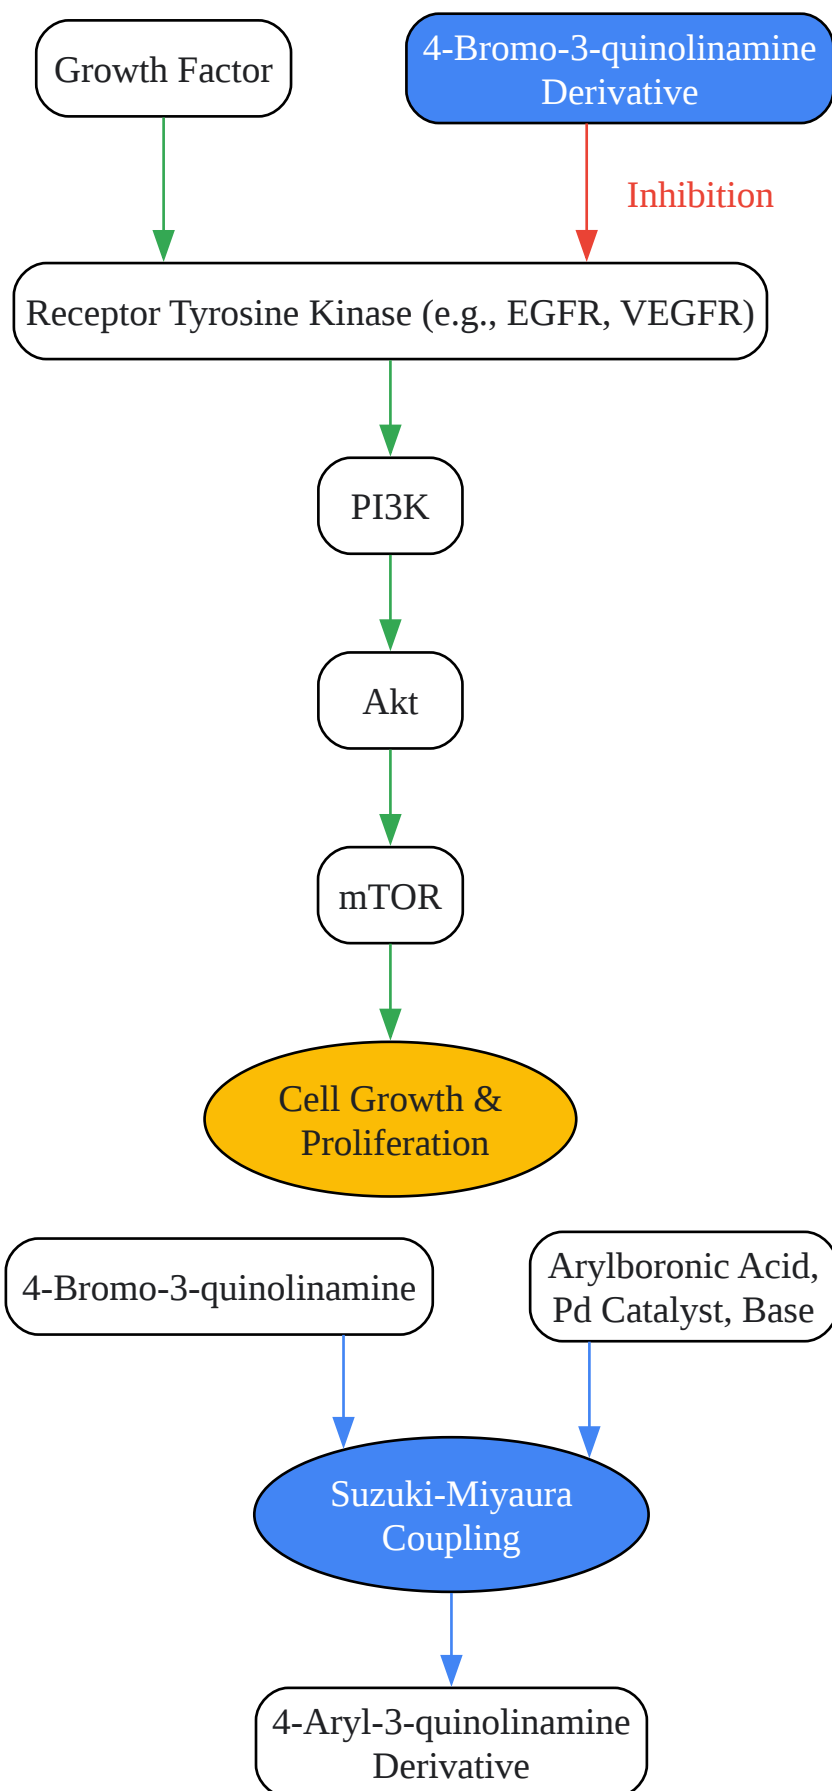 Growth Factor
4-Bromo-3-quinolinamine
Derivative
Inhibition
Receptor Tyrosine Kinase (e.g., EGFR, VEGFR)
PI3K
Akt
mTOR
Cell Growth &
Proliferation
4-Bromo-3-quinolinamine
Arylboronic Acid,
Pd Catalyst, Base
Suzuki-Miyaura
Coupling
4-Aryl-3-quinolinamine
Derivative